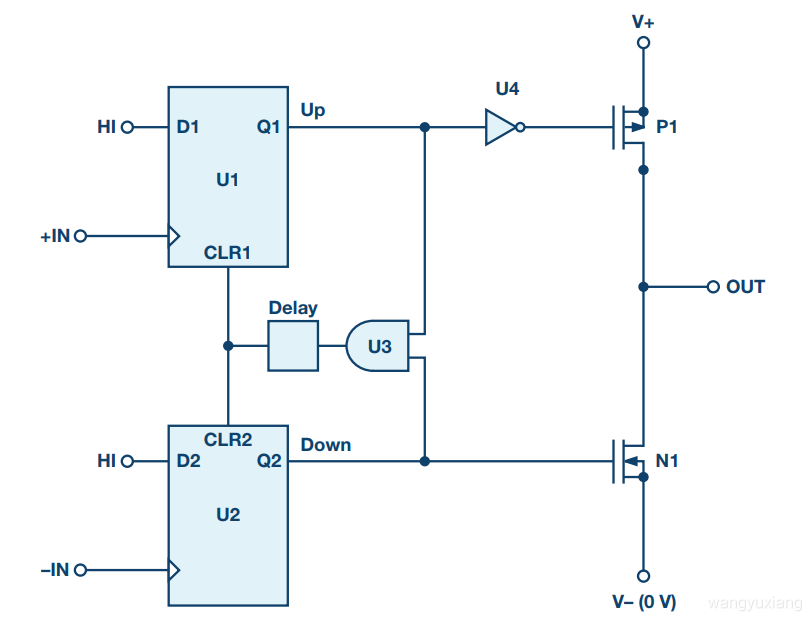 V+
U4
Up
HI
D1
Q1
P1
U1
+IN
CLR1
OUT
Delay
U3
CLR2
Down
HI
D2
Q2
N1
U2
–IN
V– (0 V)
wangyuxiang